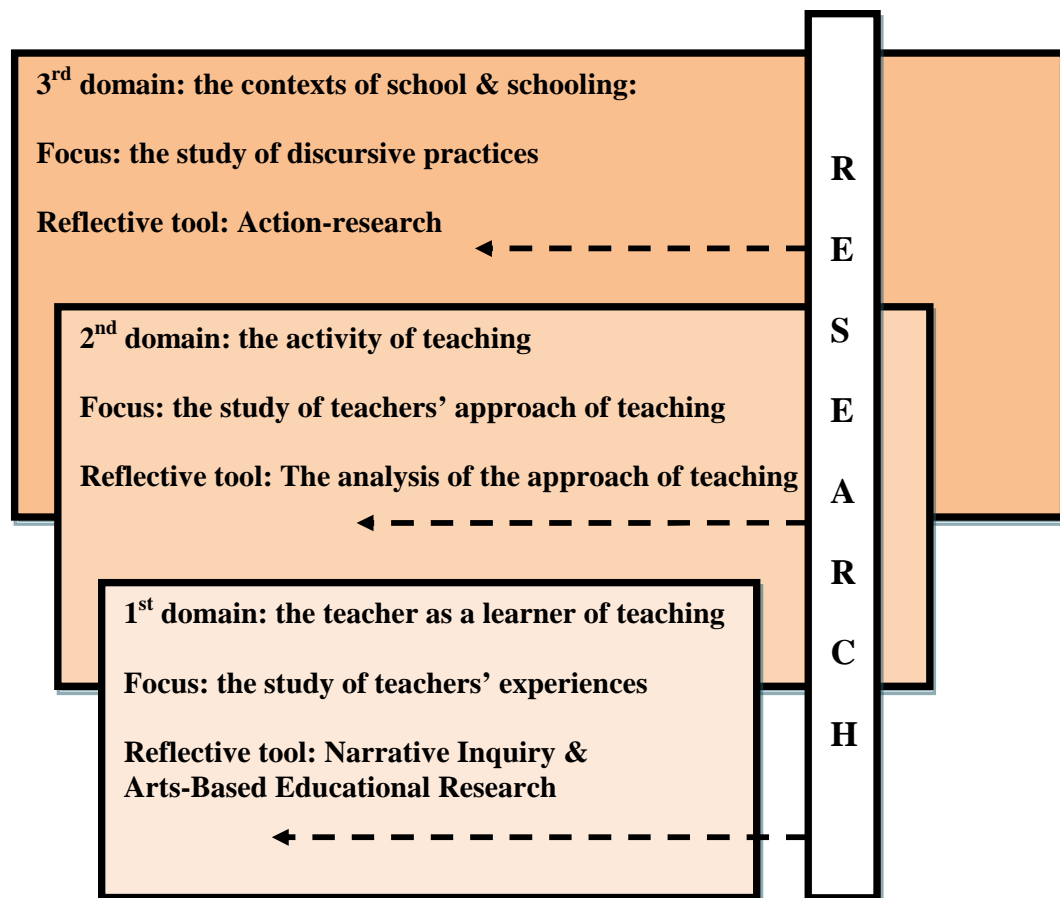 3rd domain: the contexts of school & schooling:
Focus: the study of discursive practices
Reflective tool: Action-research
2nd domain: the activity of teaching
Focus: the study of teachers’ approach of teaching
Reflective tool: The analysis of the approach of teaching
1st domain: the teacher as a learner of teaching
Focus: the study of teachers’ experiences
Reflective tool: Narrative Inquiry &
Arts-Based Educational Research
R
E
S
E
A
R
C
H